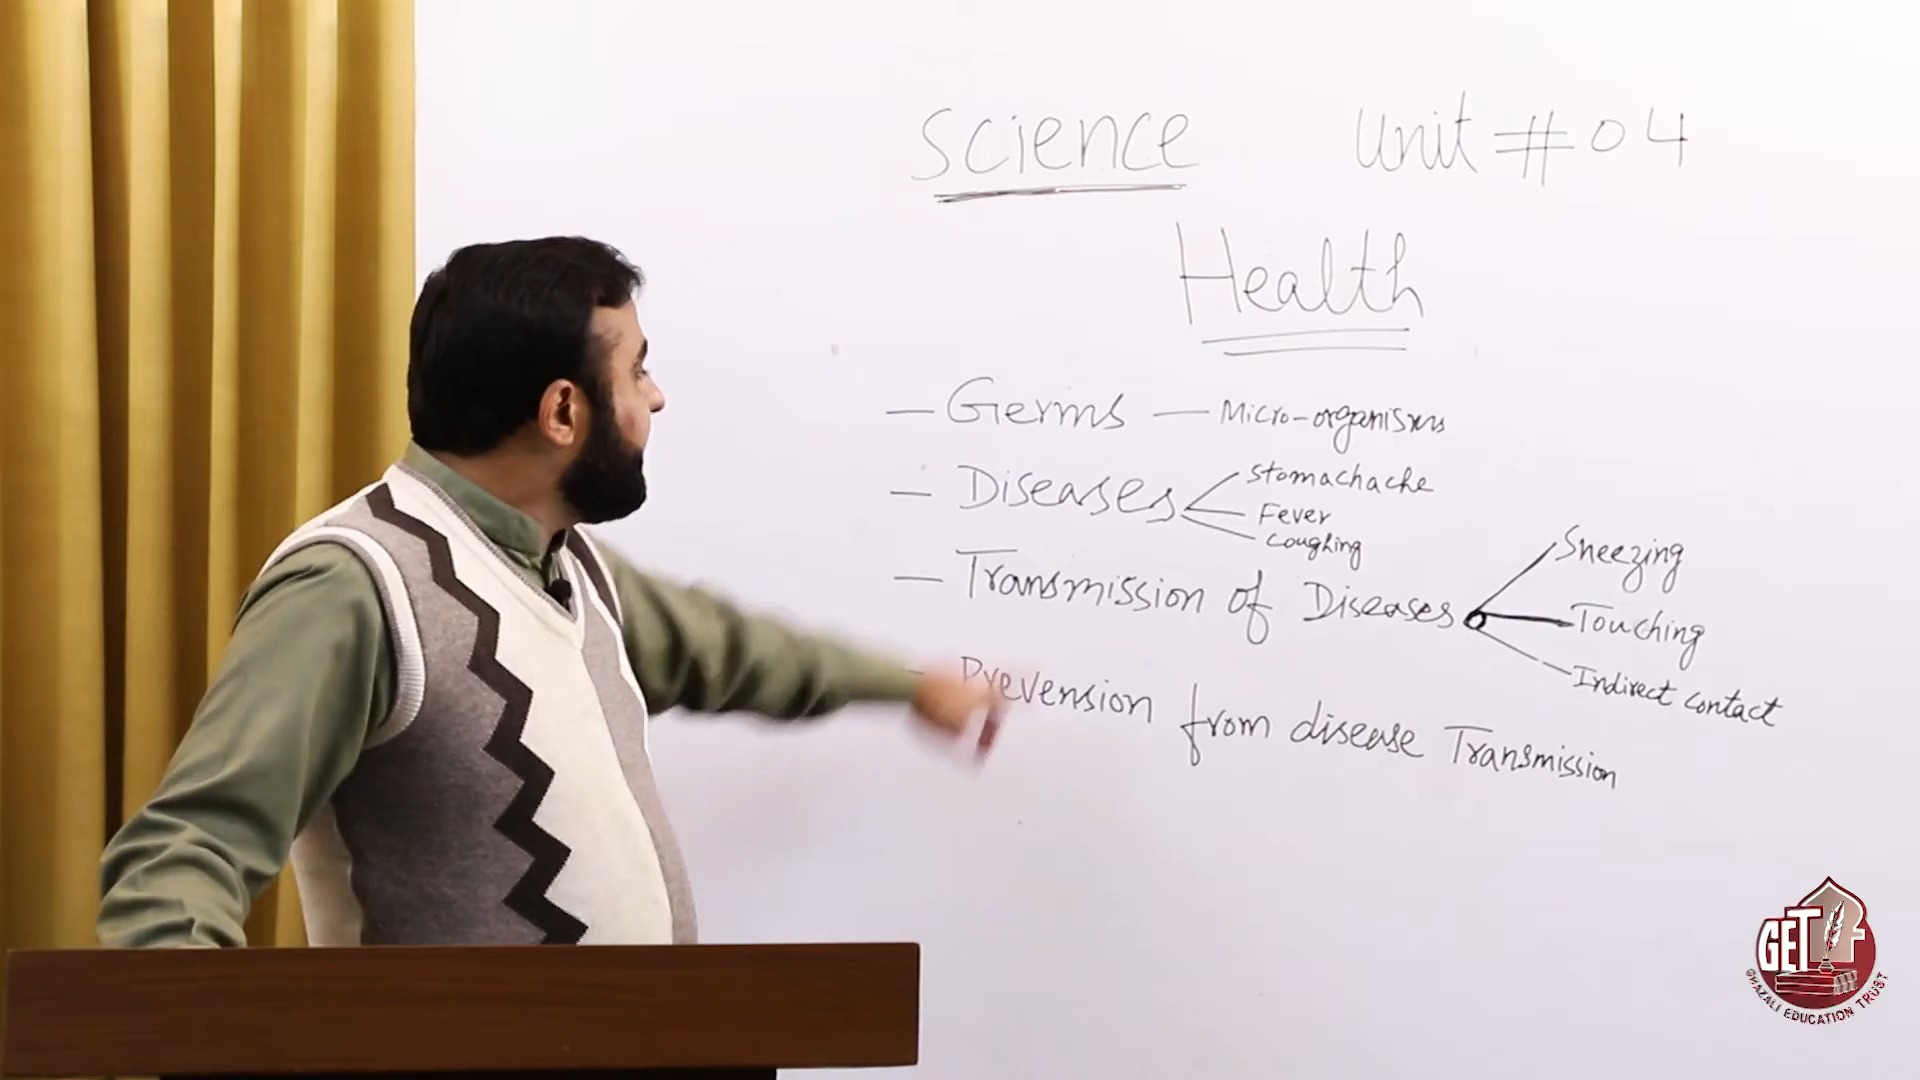 Science Unit # 04
Health
— Germs — Micro-organisms
— Diseases
Stomachache
Fever
Coughing
— Transmission of Diseases
Sneezing
Touching
Indirect contact
- Prevension from disease Transmission
GETF
GHAZALI EDUCATION TRUST